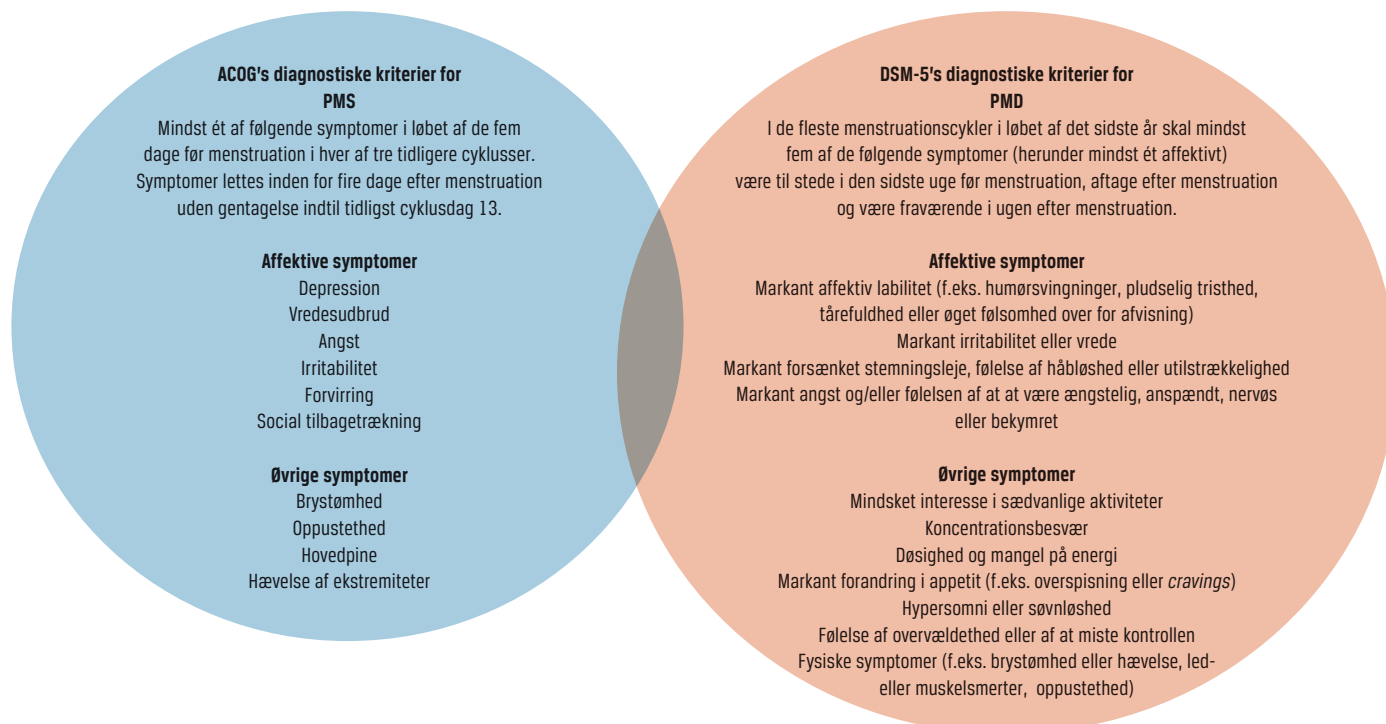 ACOG's diagnostiske kriterier for
PMS
Mindst ét af følgende symptomer i løbet af de fem
dage før menstruation i hver af tre tidligere cyklusser.
Symptomer lettes inden for fire dage efter menstruation
uden gentagelse indtil tidligst cyklusdag 13.
Affektive symptomer
Depression
Vredesudbrud
Angst
Irritabilitet
Forvirring
Social tilbagetrækning
Øvrige symptomer
Brystømhed
Oppustethed
Hovedpine
Hævelse af ekstremiteter
DSM-5's diagnostiske kriterier for
PMD
I de fleste menstruationscykler i løbet af det sidste år skal mindst
fem af de følgende symptomer (herunder mindst ét affektivt)
være til stede i den sidste uge før menstruation, aftage efter menstruation
og være fraværende i ugen efter menstruation.
Affektive symptomer
Markant affektiv labilitet (f.eks. humørsvingninger, pludselig tristhed,
tårefuldhed eller øget følsomhed over for afvisning)
Markant irritabilitet eller vrede
Markant forsænket stemningsleje, følelse af håbløshed eller utilstrækkelighed
Markant angst og/eller følelsen af at at være ængstelig, anspændt, nervøs
eller bekymret
Øvrige symptomer
Mindsket interesse i sædvanlige aktiviteter
Koncentrationsbesvær
Døsighed og mangel på energi
Markant forandring i appetit (f.eks. overspisning eller cravings)
Hypersomni eller søvnløshed
Følelse af overvældethed eller af at miste kontrollen
Fysiske symptomer (f.eks. brystømhed eller hævelse, led-
eller muskelsmerter, oppustethed)